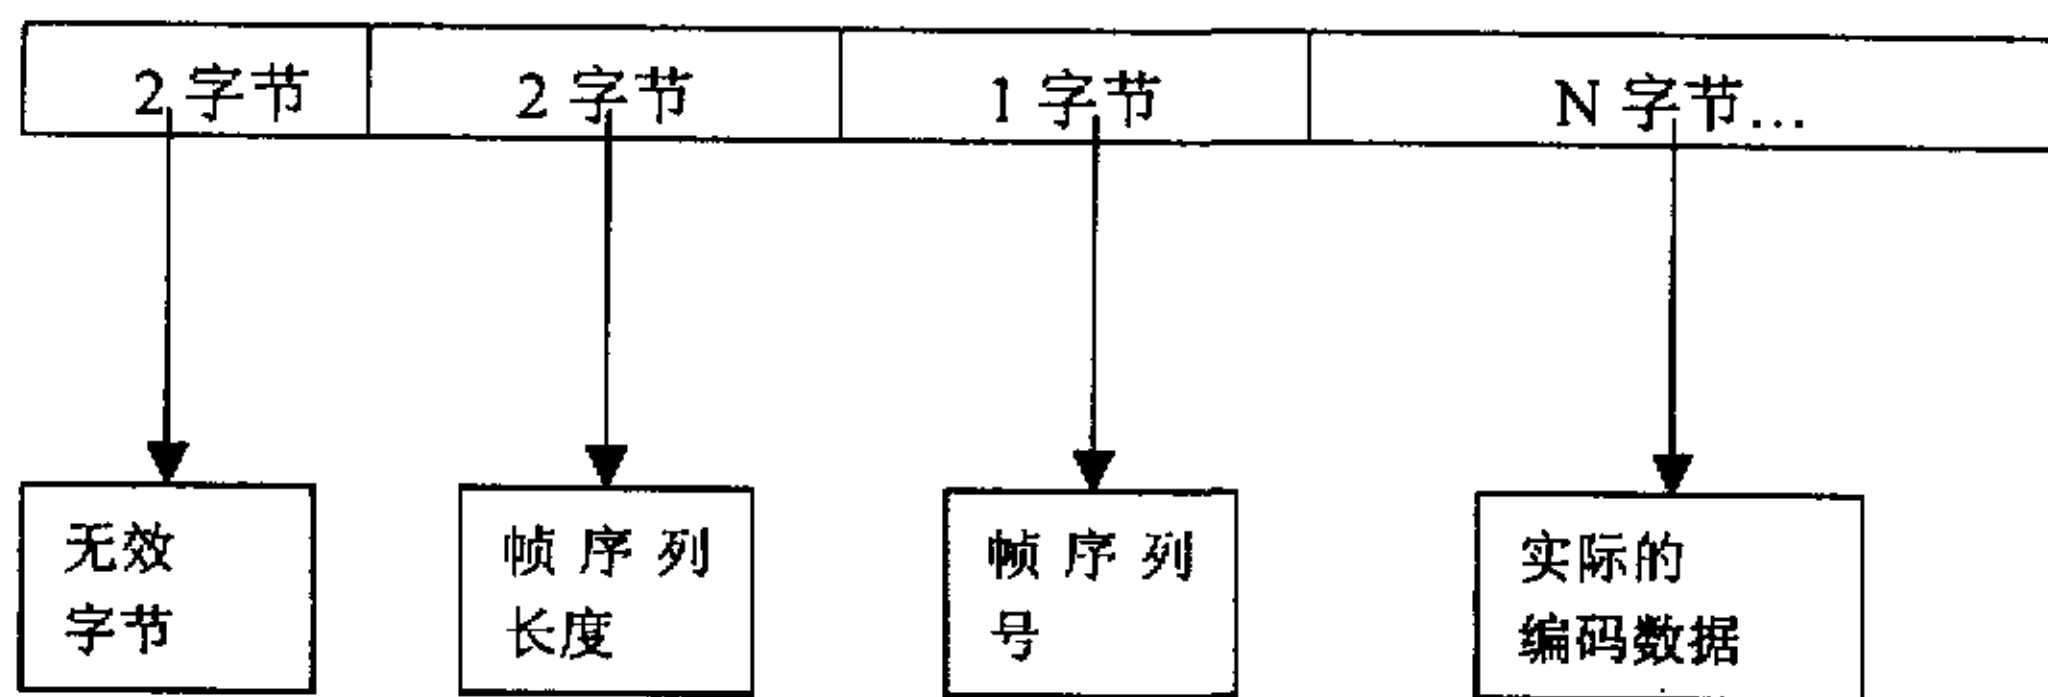 2 字节
2 字节
1 字节
N 字节...
无效
字节
帧 序 列
长度
帧 序 列
号
实际的
编码数据